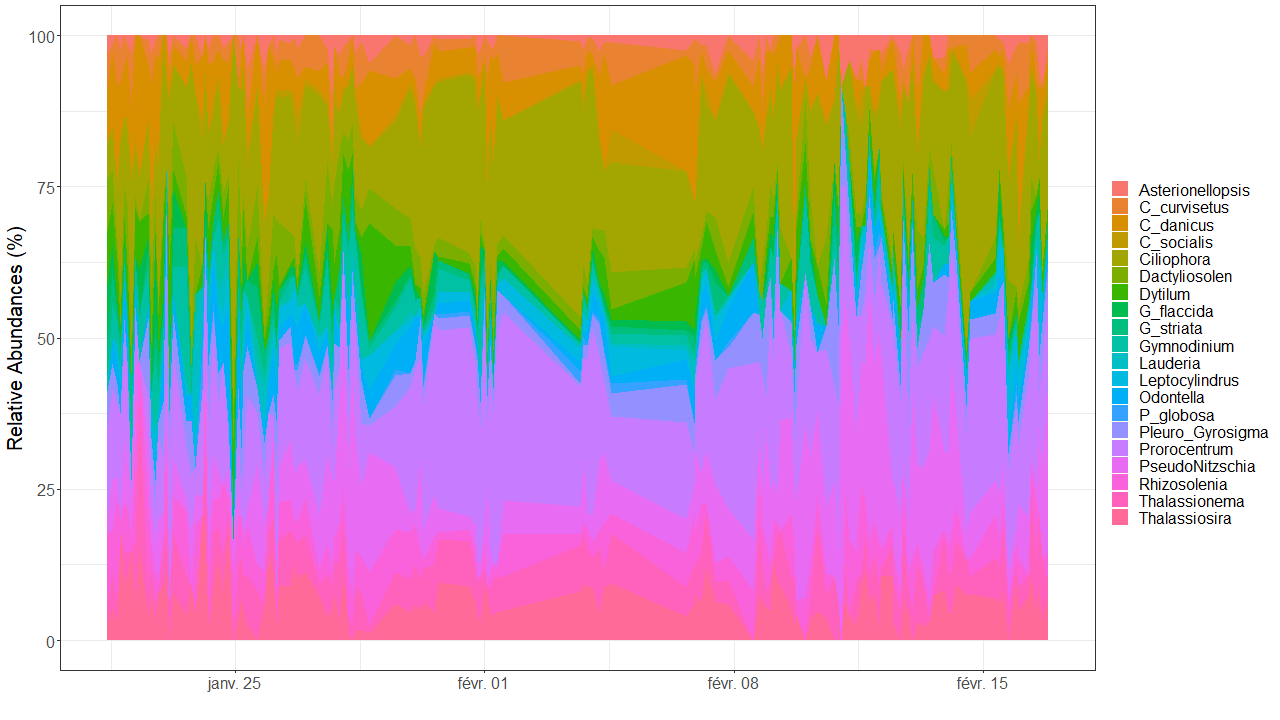 Relative Abundances (%)
100
75
50
25
0
janv. 25
févr. 01
févr. 08
févr. 15
Asterionellopsis
C_curvisetus
C_danicus
C_socialis
Ciliophora
Dactyliosolen
Dytilum
G_flaccida
G_striata
Gymnodinium
Lauderia
Leptocylindrus
Odontella
P_globosa
Pleuro_Gyrosigma
Prorocentrum
PseudoNitzschia
Rhizosolenia
Thalassionema
Thalassiosira